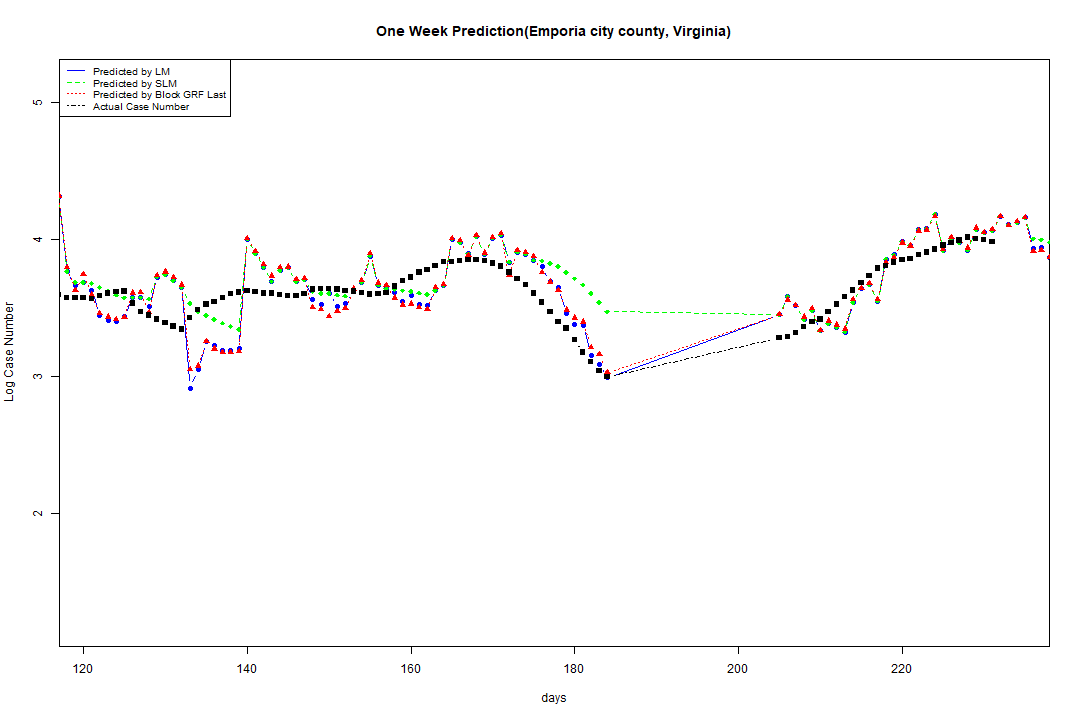 One Week Prediction(Emporia city county, Virginia)
Predicted by LM
Predicted by SLM
Predicted by Block GRF Last
Actual Case Number
5
4
3
2
Log Case Number
120 140 160 180 200 220
days